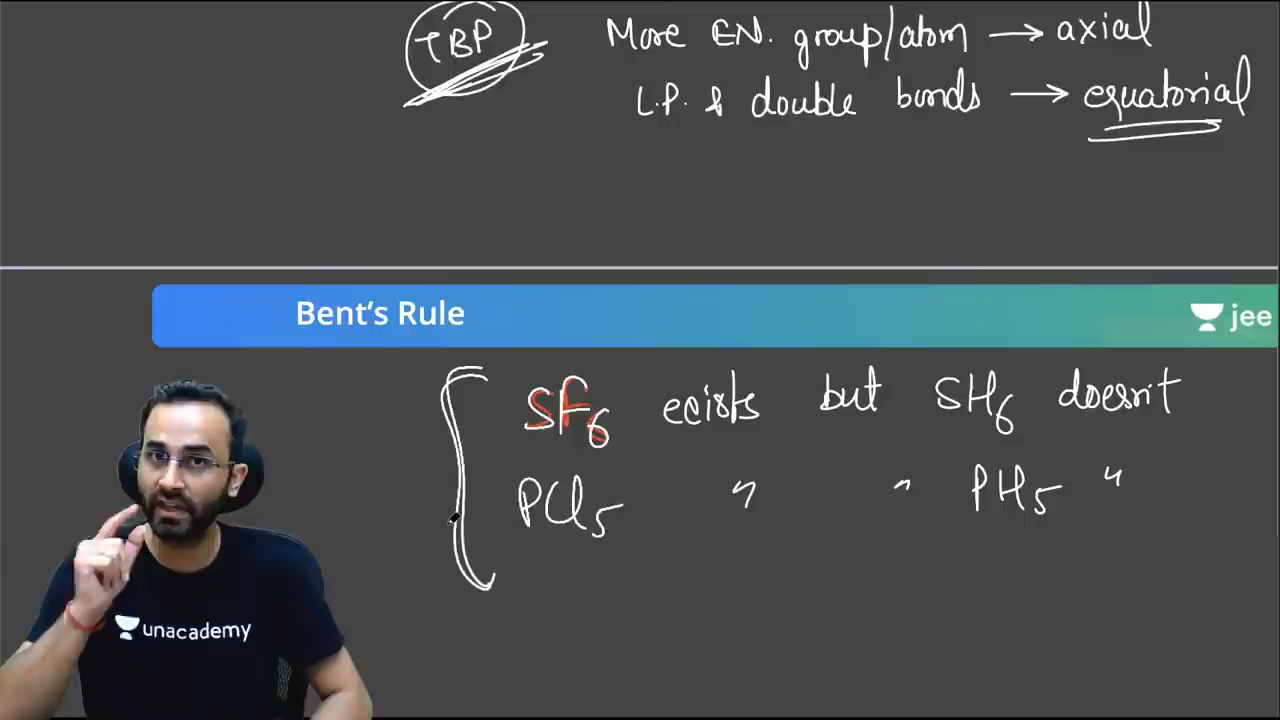 TBP
More EN. group/atom → axial
L.P. & double bonds → equatorial
Bent's Rule
jee
SF6 exists but SH6 doesn't
PCl5 " " PH5 "
unacademy